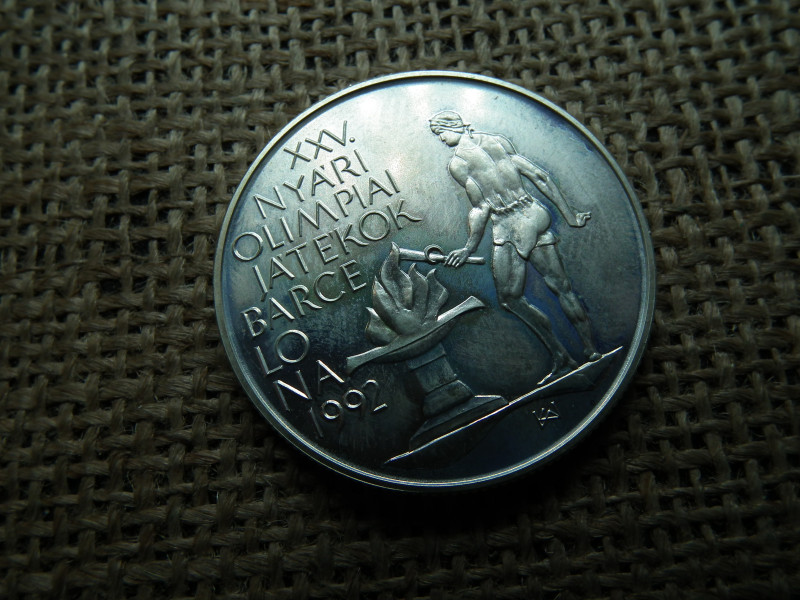 XXV.
NYÁRI
OLIMPIAI
JÁTÉKOK
BARCE
LO
NA
1992